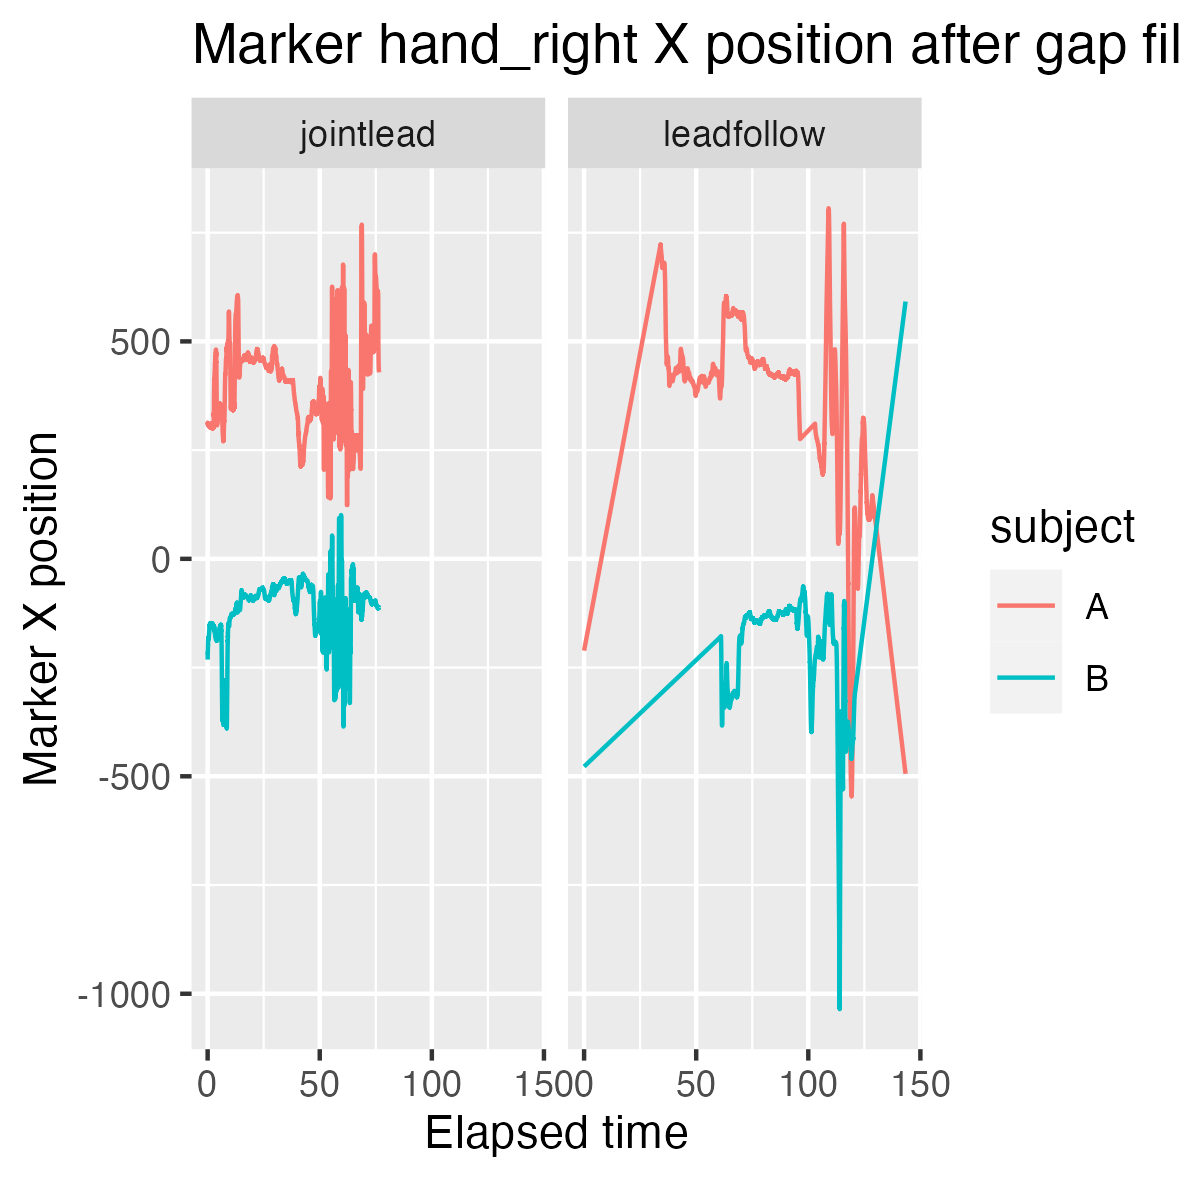 Marker hand_right X position after gap fil
jointlead
leadfollow
500
0
-500
-1000
Marker X position
0
50
100
150
0
50
100
150
Elapsed time
subject
A
B